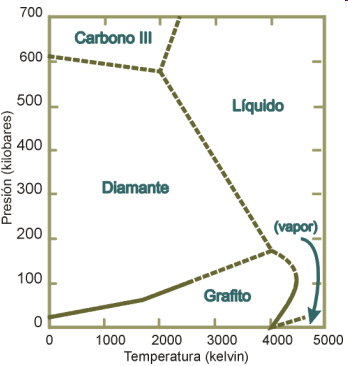 700
Carbono III
600
500
Líquido
400
Presión (kilobares)
300
Diamante
200
(vapor)
100
Grafito
0
0 1000 2000 3000 4000 5000
Temperatura (kelvin)